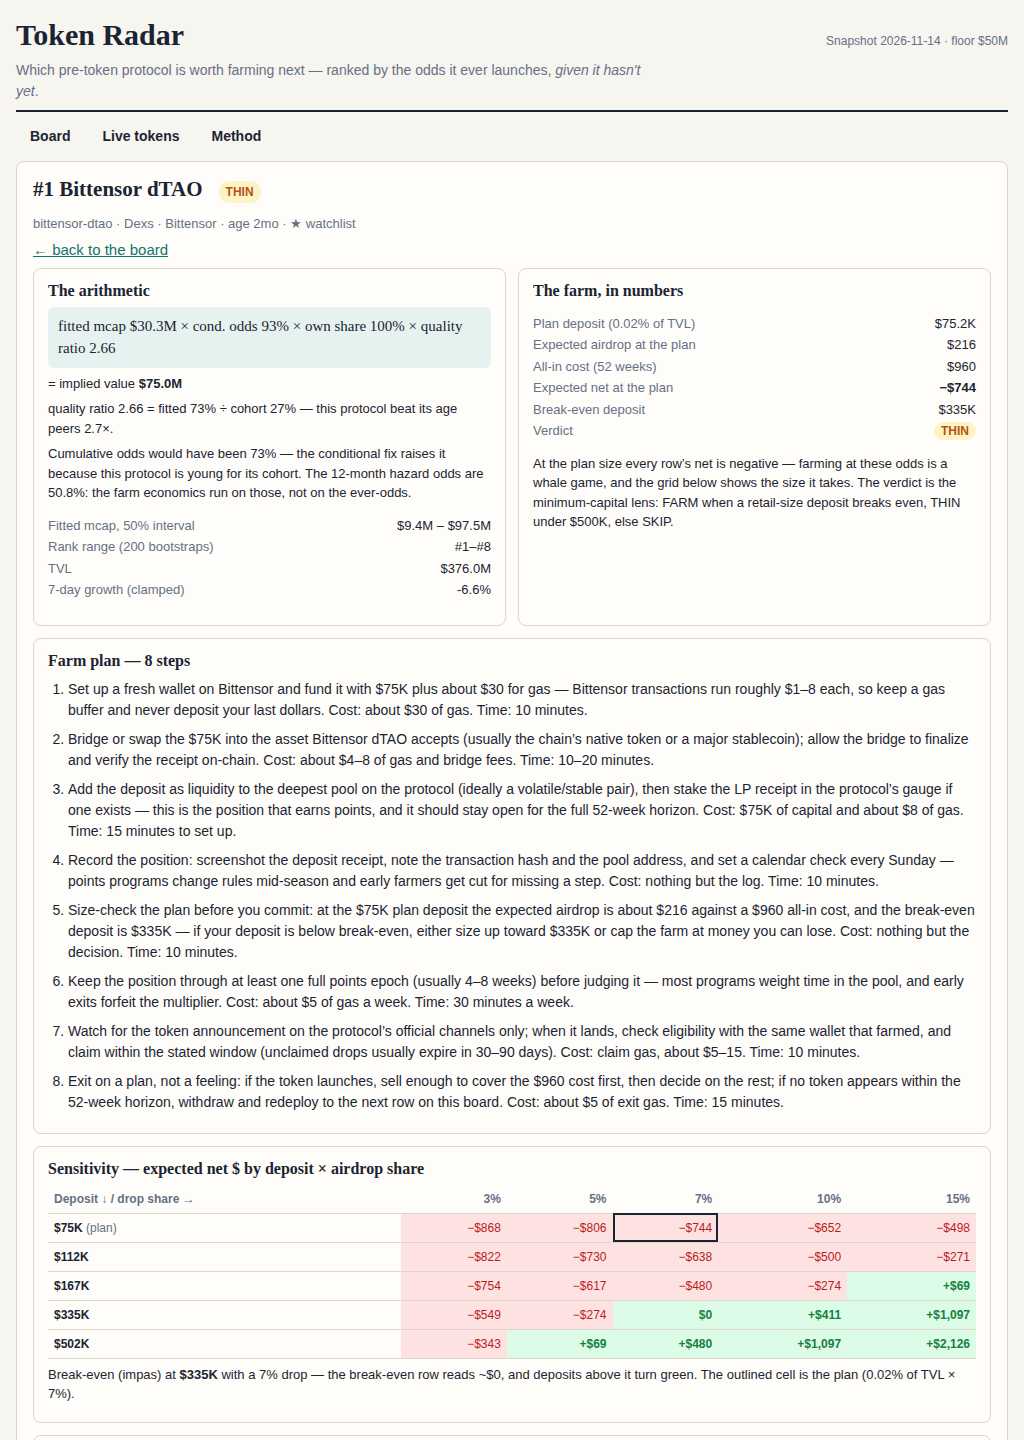 Token Radar
Snapshot 2026-11-14 · floor $50M
Which pre-token protocol is worth farming next — ranked by the odds it ever launches, given it hasn't
yet.
Board Live tokens Method
#1 Bittensor dTAO THIN
bittensor-dtao · Dexs · Bittensor · age 2mo · ★ watchlist
← back to the board
The arithmetic
fitted mcap $30.3M × cond. odds 93% × own share 100% × quality
ratio 2.66
= implied value $75.0M
quality ratio 2.66 = fitted 73% ÷ cohort 27% — this protocol beat its age
peers 2.7×.
Cumulative odds would have been 73% — the conditional fix raises it
because this protocol is young for its cohort. The 12-month hazard odds are
50.8%: the farm economics run on those, not on the ever-odds.
Fitted mcap, 50% interval $9.4M – $97.5M
Rank range (200 bootstraps) #1–#8
TVL $376.0M
7-day growth (clamped) -6.6%
The farm, in numbers
Plan deposit (0.02% of TVL) $75.2K
Expected airdrop at the plan $216
All-in cost (52 weeks) $960
Expected net at the plan −$744
Break-even deposit $335K
Verdict THIN
At the plan size every row's net is negative — farming at these odds is a
whale game, and the grid below shows the size it takes. The verdict is the
minimum-capital lens: FARM when a retail-size deposit breaks even, THIN
under $500K, else SKIP.
Farm plan — 8 steps
1. Set up a fresh wallet on Bittensor and fund it with $75K plus about $30 for gas — Bittensor transactions run roughly $1–8 each, so keep a gas
buffer and never deposit your last dollars. Cost: about $30 of gas. Time: 10 minutes.
2. Bridge or swap the $75K into the asset Bittensor dTAO accepts (usually the chain's native token or a major stablecoin); allow the bridge to finalize
and verify the receipt on-chain. Cost: about $4–8 of gas and bridge fees. Time: 10–20 minutes.
3. Add the deposit as liquidity to the deepest pool on the protocol (ideally a volatile/stable pair), then stake the LP receipt in the protocol's gauge if
one exists — this is the position that earns points, and it should stay open for the full 52-week horizon. Cost: $75K of capital and about $8 of gas.
Time: 15 minutes to set up.
4. Record the position: screenshot the deposit receipt, note the transaction hash and the pool address, and set a calendar check every Sunday —
points programs change rules mid-season and early farmers get cut for missing a step. Cost: nothing but the log. Time: 10 minutes.
5. Size-check the plan before you commit: at the $75K plan deposit the expected airdrop is about $216 against a $960 all-in cost, and the break-even
deposit is $335K — if your deposit is below break-even, either size up toward $335K or cap the farm at money you can lose. Cost: nothing but the
decision. Time: 10 minutes.
6. Keep the position through at least one full points epoch (usually 4–8 weeks) before judging it — most programs weight time in the pool, and early
exits forfeit the multiplier. Cost: about $5 of gas a week. Time: 30 minutes a week.
7. Watch for the token announcement on the protocol's official channels only; when it lands, check eligibility with the same wallet that farmed, and
claim within the stated window (unclaimed drops usually expire in 30–90 days). Cost: claim gas, about $5–15. Time: 10 minutes.
8. Exit on a plan, not a feeling: if the token launches, sell enough to cover the $960 cost first, then decide on the rest; if no token appears within the
52-week horizon, withdraw and redeploy to the next row on this board. Cost: about $5 of exit gas. Time: 15 minutes.
Sensitivity — expected net $ by deposit × airdrop share
Deposit ↓ / drop share → 3% 5% 7% 10% 15%
$75K (plan) −$868 −$806 −$744 −$652 −$498
$112K −$822 −$730 −$638 −$500 −$271
$167K −$754 −$617 −$480 −$274 +$69
$335K −$549 −$274 $0 +$411 +$1,097
$502K −$343 +$69 +$480 +$1,097 +$2,126
Break-even (impas) at $335K with a 7% drop — the break-even row reads ~$0, and deposits above it turn green. The outlined cell is the plan (0.02% of TVL ×
7%).